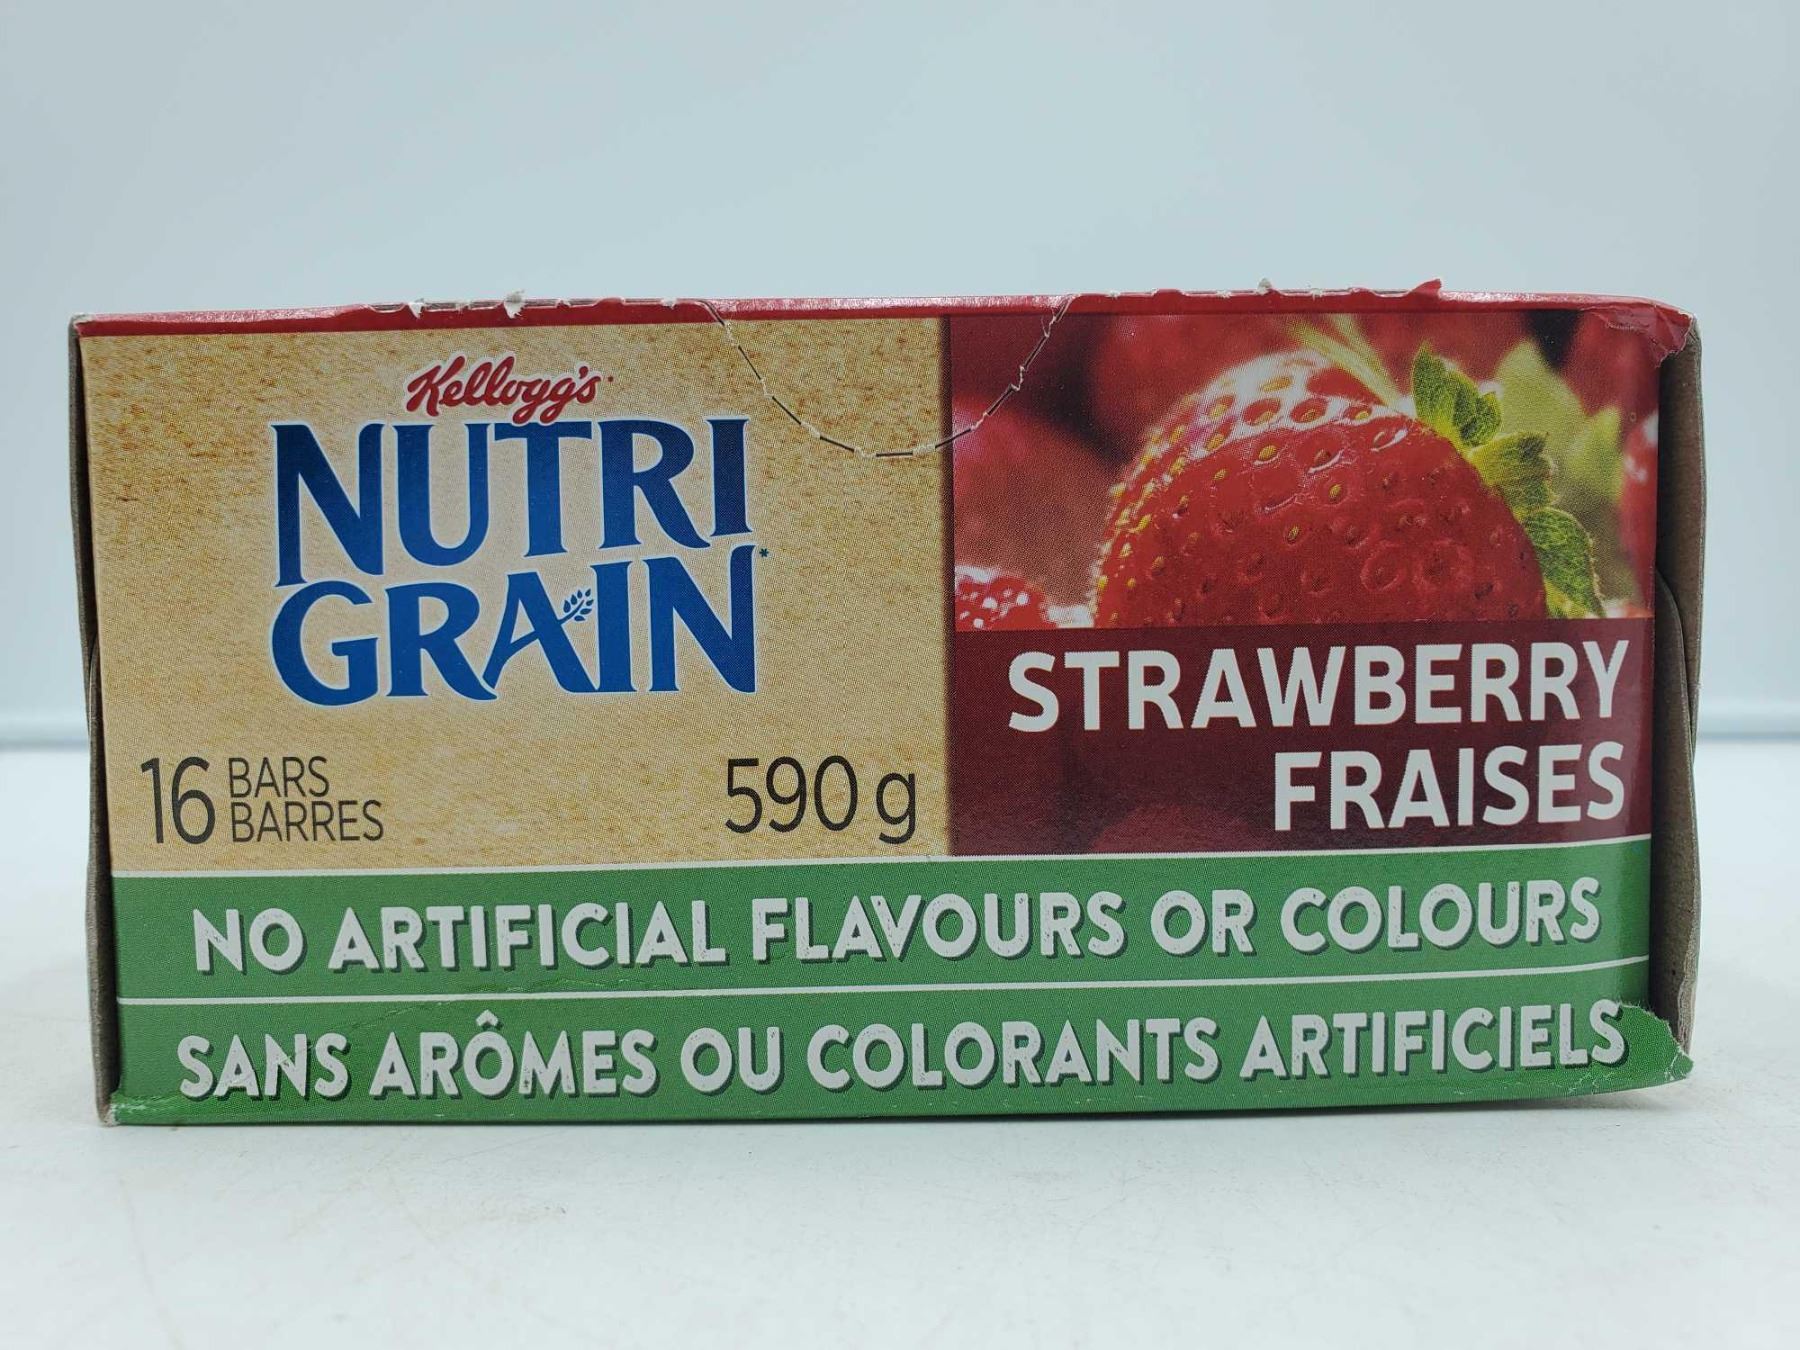 Kellogg's
NUTRI
GRAIN*
16 BARS
BARRES
590 g
STRAWBERRY
FRAISES
NO ARTIFICIAL FLAVOURS OR COLOURS
SANS ARÔMES OU COLORANTS ARTIFICIELS